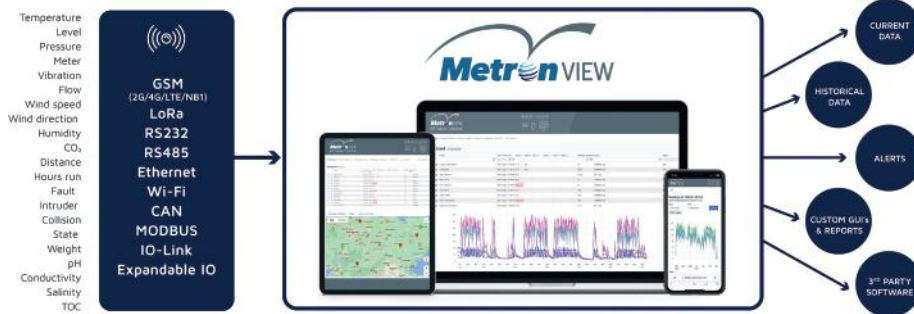 Temperature
Level
Pressure
Meter
Vibration
Flow
Wind speed
Wind direction
Humidity
CO₂
Distance
Hours run
Fault
Intruder
Collision
State
Weight
pH
Conductivity
Salinity
TOC
GSM
(2G/4G/LTE/NB1)
LoRa
RS232
RS485
Ethernet
Wi-Fi
CAN
MODBUS
IO-Link
Expandable IO
Metron VIEW
CURRENT
DATA
HISTORICAL
DATA
ALERTS
CUSTOM GUI's
& REPORTS
3RD PARTY
SOFTWARE